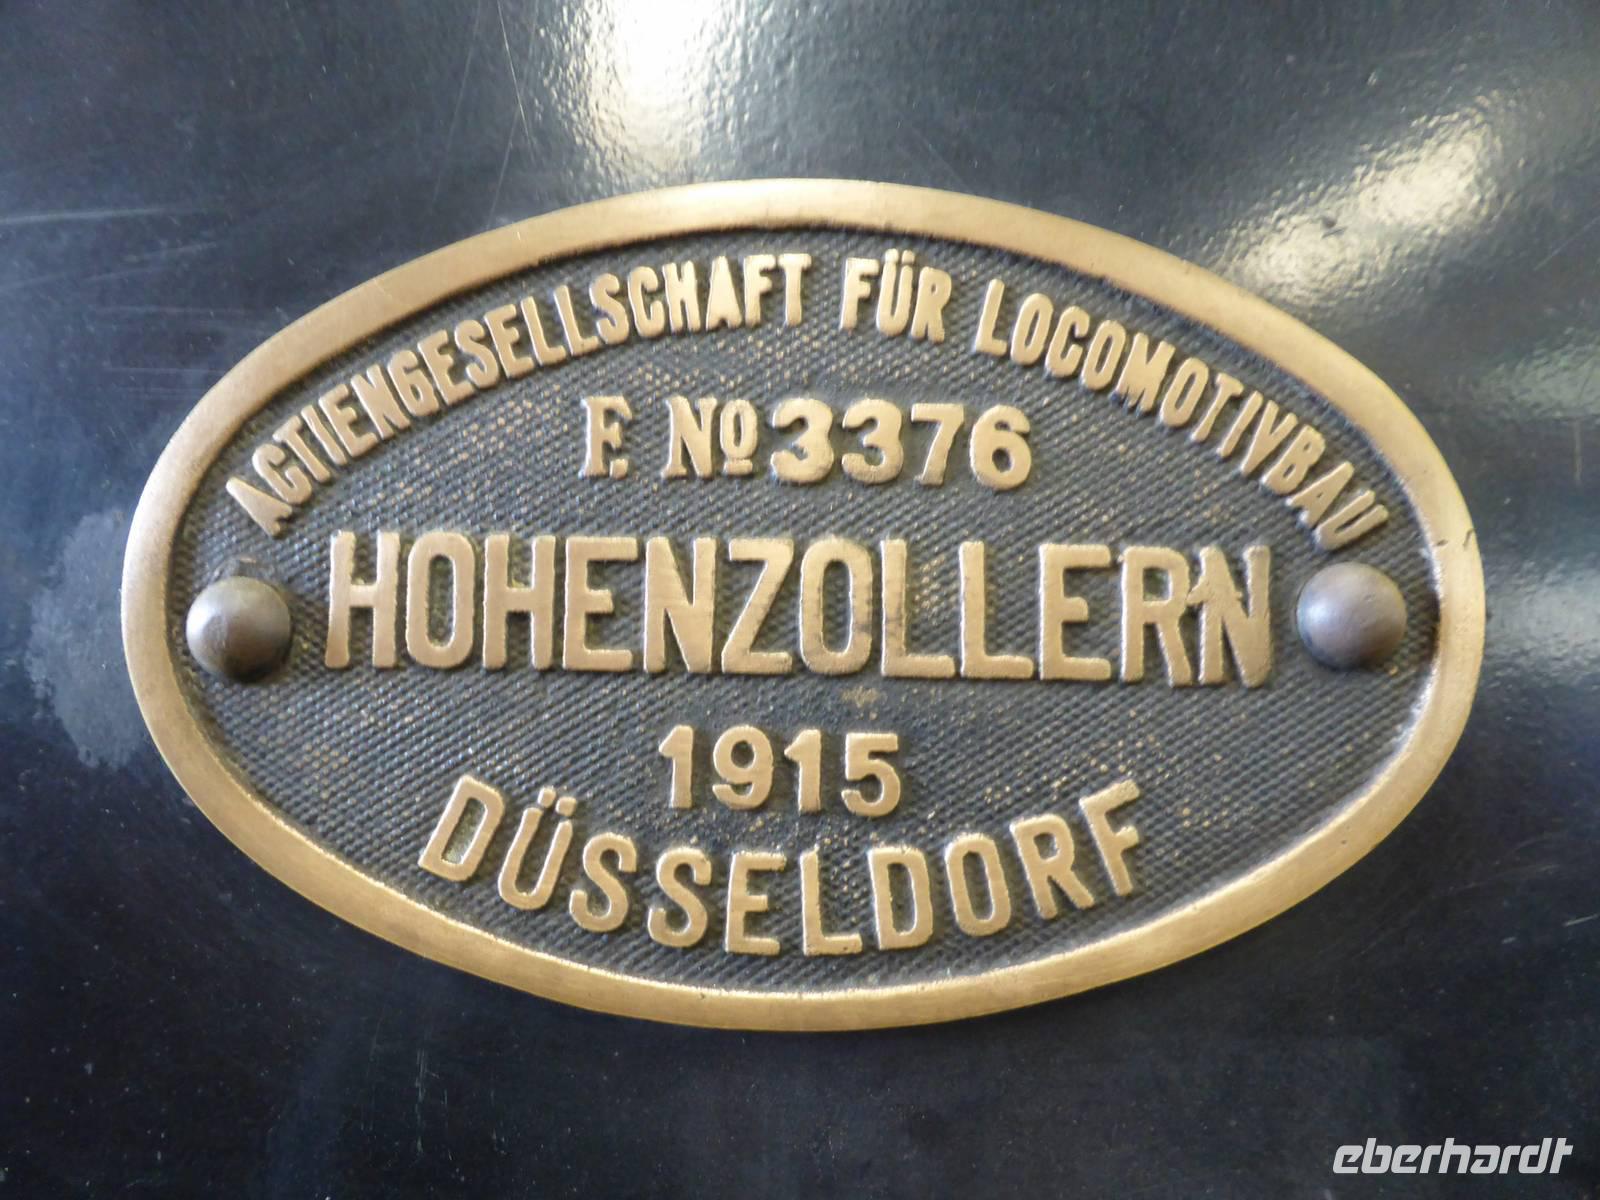 ACTIENGESELLSCHAFT FÜR LOCOMOTIVBAU
F. No 3376
HOHENZOLLERN
1915
DÜSSELDORF
eberhardt